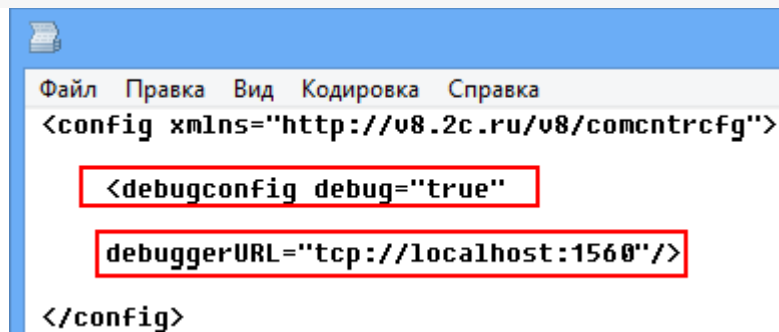 Файл Правка Вид Кодировка Справка
<config xmlns="http://v8.2c.ru/v8/comcntrcfg">
<debugconfig debug="true"
debuggerURL="tcp://localhost:1560"/>
</config>